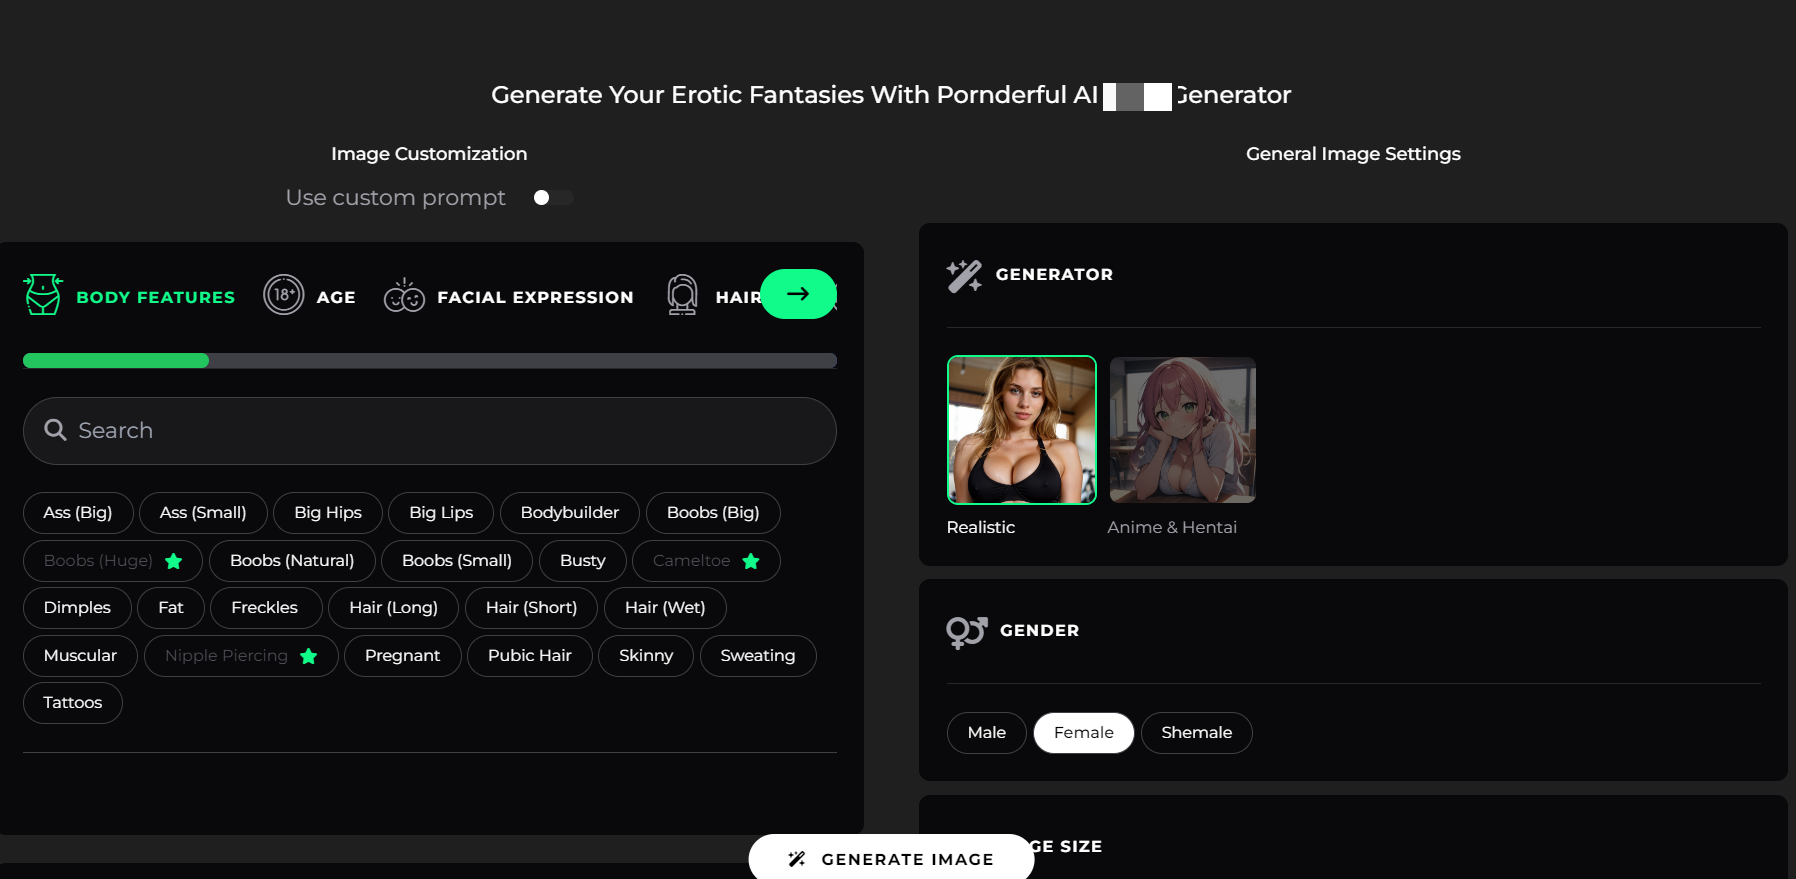 Generate Your Erotic Fantasies With Pornderful AI Generator
Image Customization
Use custom prompt
BODY FEATURES AGE FACIAL EXPRESSION HAIR
18+
Search
Ass (Big) Ass (Small) Big Hips Big Lips Bodybuilder Boobs (Big)
Boobs (Huge) Boobs (Natural) Boobs (Small) Busty Cameltoe
Dimples Fat Freckles Hair (Long) Hair (Short) Hair (Wet)
Muscular Nipple Piercing Pregnant Pubic Hair Skinny Sweating
Tattoos
General Image Settings
GENERATOR
Realistic Anime & Hentai
GENDER
Male Female Shemale
GE SIZE
GENERATE IMAGE